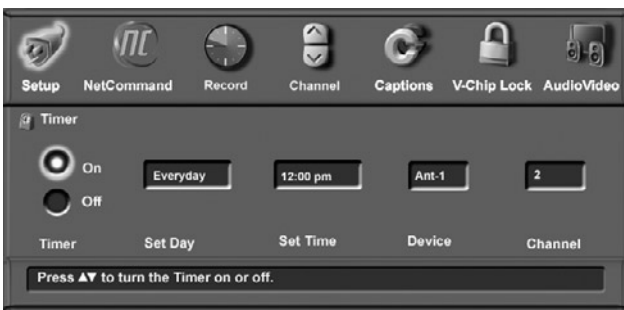 NC
Setup NetCommand Record Channel Captions V-Chip Lock AudioVideo
Timer
On
Off
Everyday 12:00 pm Ant-1 2
Timer Set Day Set Time Device Channel
Press ▲▼ to turn the Timer on or off.